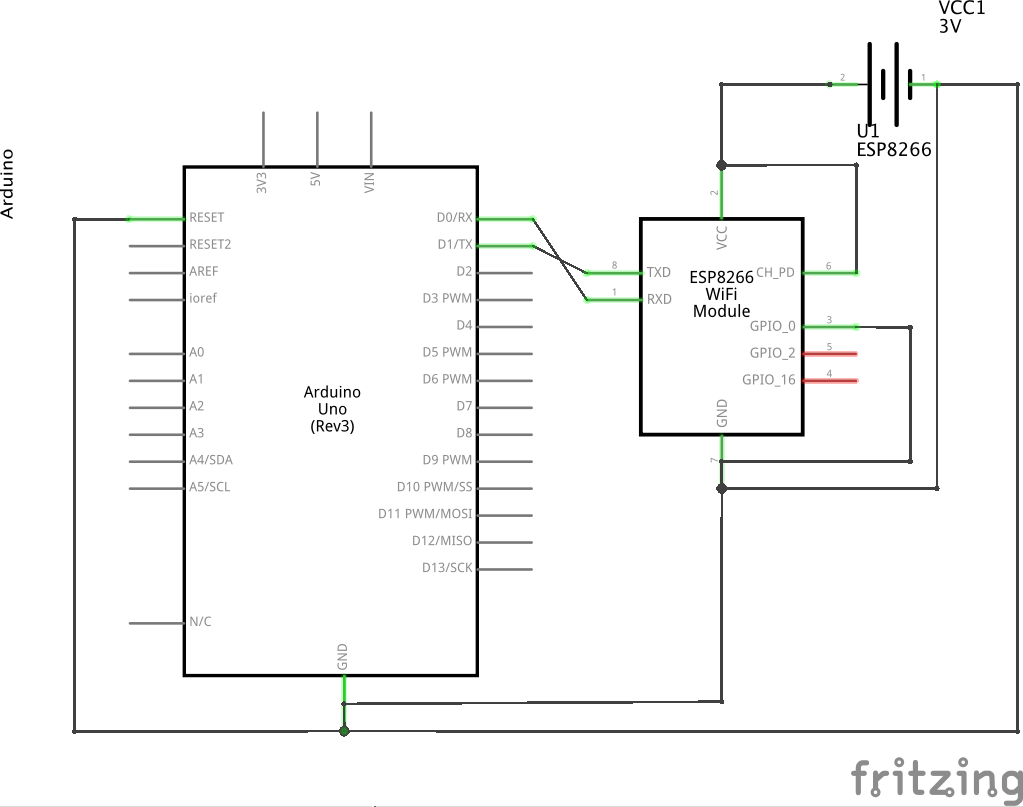 VCC1
3V
2
1
U1
ESP8266
Arduino
3V3
5V
VIN
RESET
RESET2
AREF
ioref
A0
A1
A2
A3
A4/SDA
A5/SCL
N/C
GND
Arduino
Uno
(Rev3)
D0/RX
D1/TX
D2
D3 PWM
D4
D5 PWM
D6 PWM
D7
D8
D9 PWM
D10 PWM/SS
D11 PWM/MOSI
D12/MISO
D13/SCK
2
VCC
8
TXD
1
RXD
ESP8266
WiFi
Module
CH_PD
6
GPIO_0
3
GPIO_2
5
GPIO_16
4
GND
7
fritzing